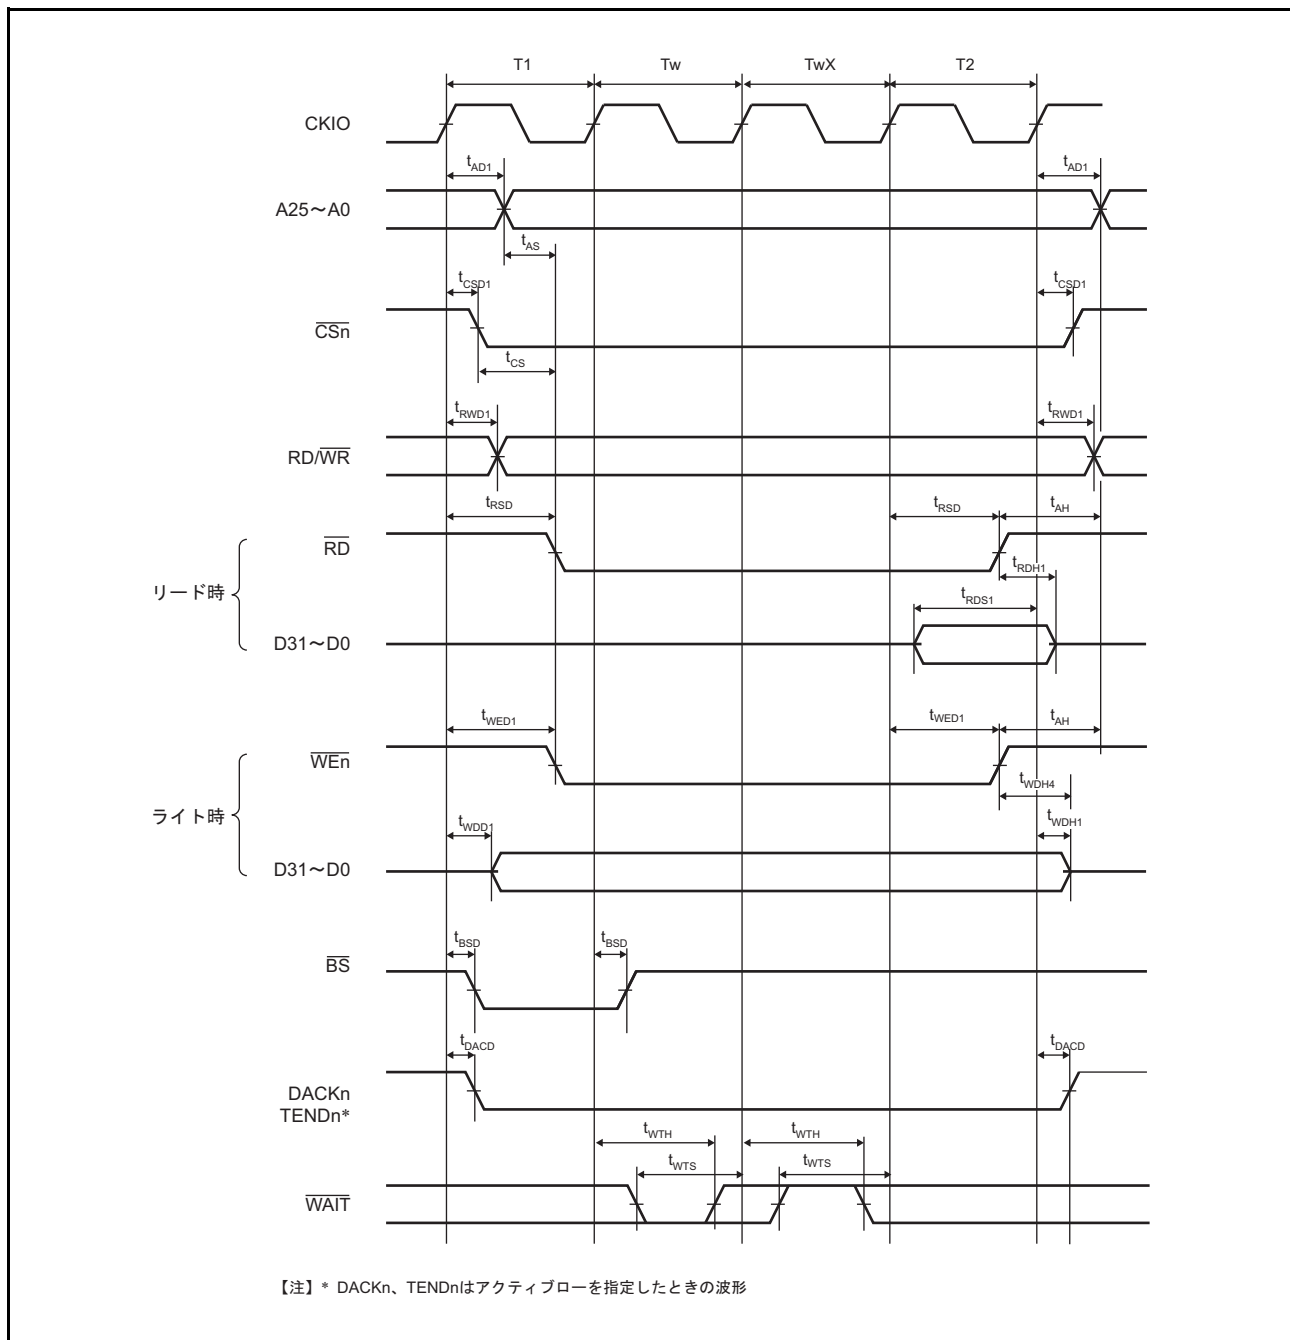 T1 Tw TwX T2
CKIO
tAD1 tAD1
A25～A0
tAS
tCSD1 tCSD1
CSn
tCS
tRWD1 tRWD1
RD/WR
tRSD tRSD tAH
RD
tRDH1
リード時
tRDS1
D31～D0
tWED1 tWED1 tAH
WEn
tWDH4
ライト時
tWDD1 tWDH1
D31～D0
tBSD tBSD
BS
tDACD tDACD
DACKn
TENDn*
tWTH tWTH
tWTS tWTS
WAIT
【注】* DACKn、TENDnはアクティブローを指定したときの波形